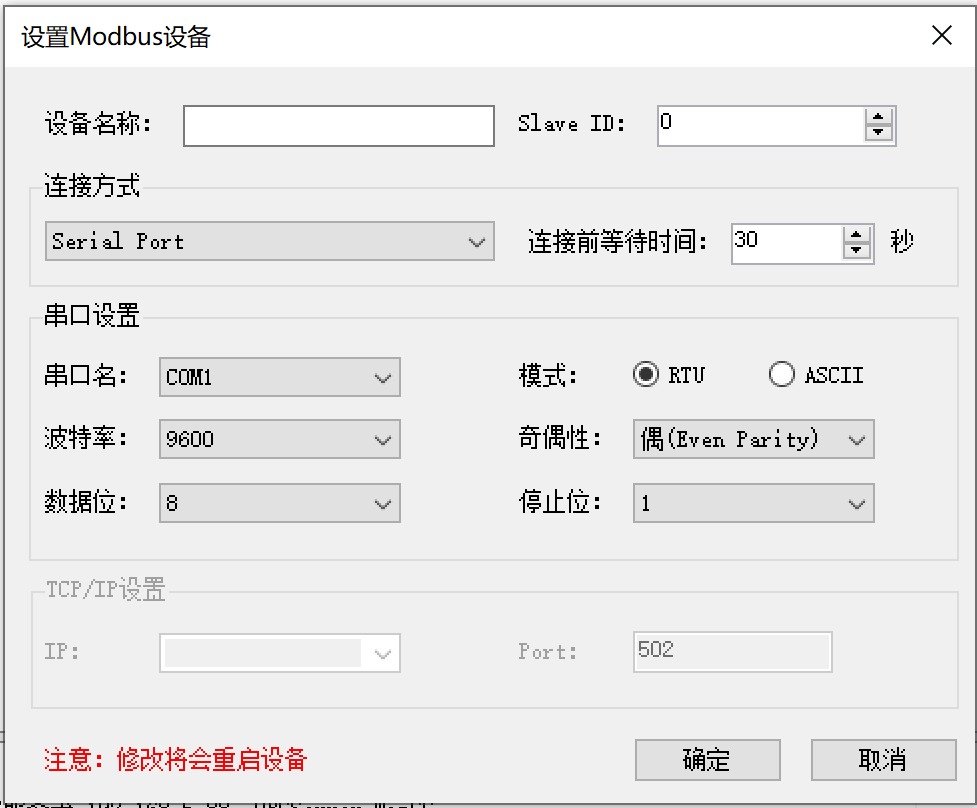 设置Modbus设备
设备名称： Slave ID： 0
连接方式
Serial Port 连接前等待时间： 30 秒
串口设置
串口名： COM1 模式： RTU ASCII
波特率： 9600 奇偶性： 偶(Even Parity)
数据位： 8 停止位： 1
TCP/IP设置
IP： Port： 502
注意：修改将会重启设备 确定 取消